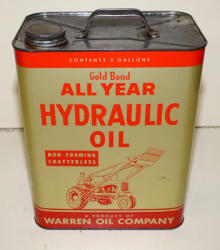 CONTENTS 2 GALLONS
Gold Bond
ALL YEAR
HYDRAULIC
OIL
NON FOAMING
CHATTERLESS
A PRODUCT OF
WARREN OIL COMPANY